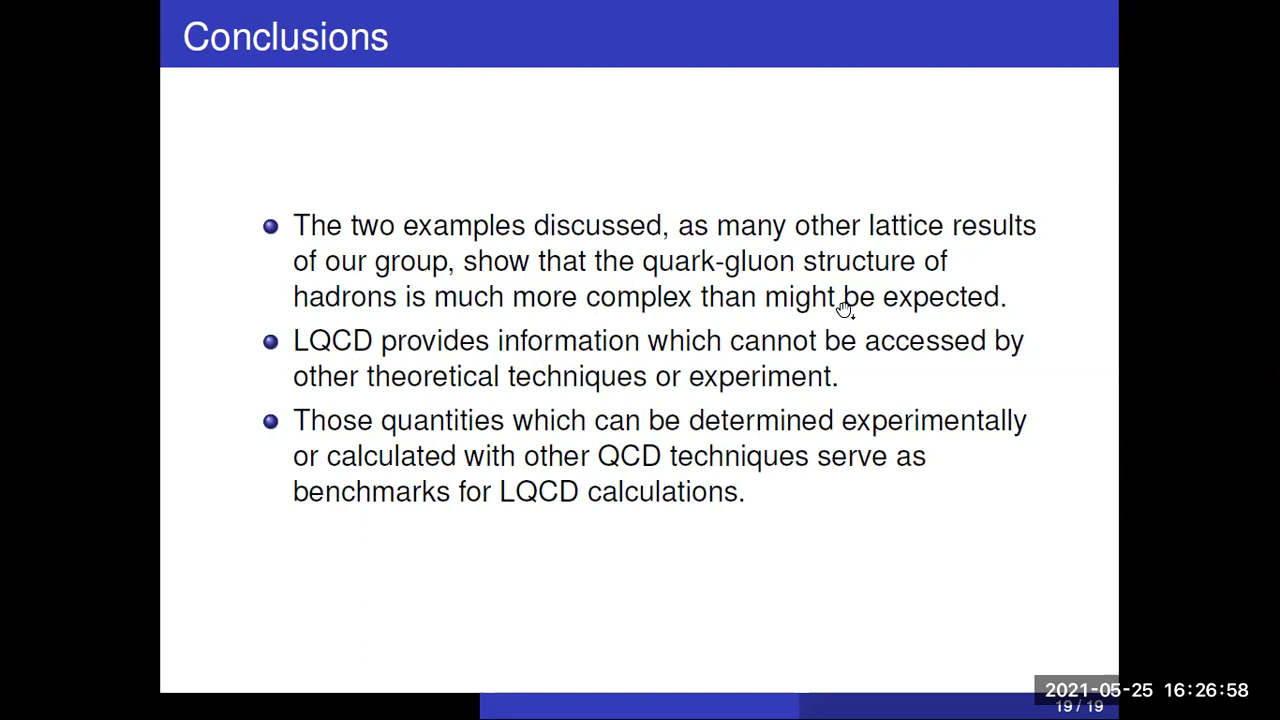 Conclusions
The two examples discussed, as many other lattice results
of our group, show that the quark-gluon structure of
hadrons is much more complex than might be expected.
LQCD provides information which cannot be accessed by
other theoretical techniques or experiment.
Those quantities which can be determined experimentally
or calculated with other QCD techniques serve as
benchmarks for LQCD calculations.
2021-05-25 16:26:58
19 / 19